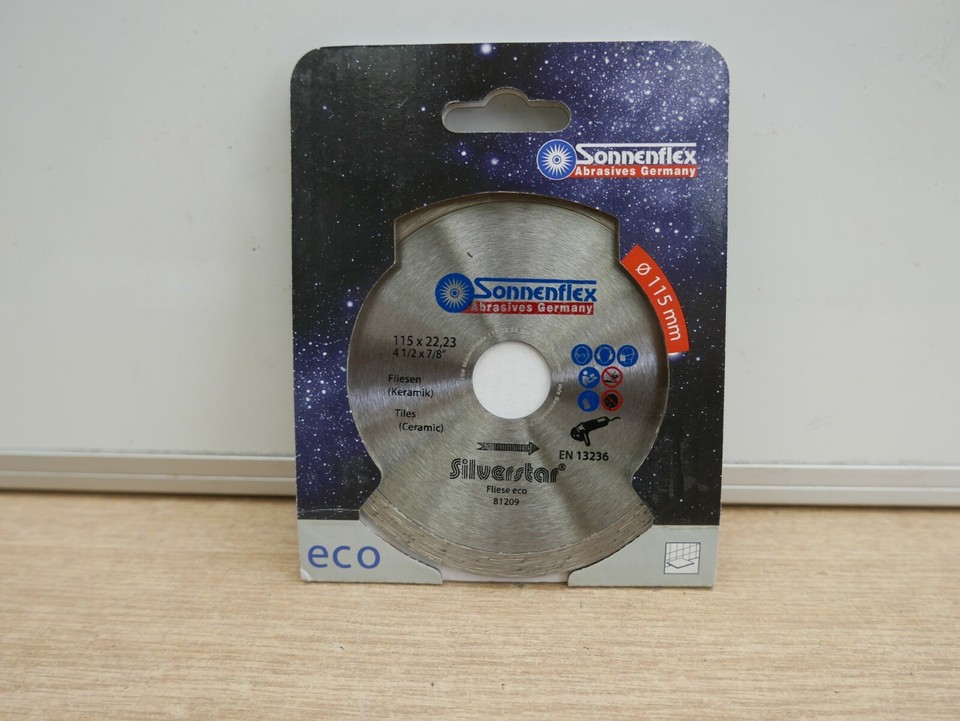 Sonnenflex
Abrasives Germany
Ø 115 mm
Sonnenflex
Abrasives Germany
115 x 22,23
4 1/2 x 7/8"
Fliesen
(Keramik)
Tiles
(Ceramic)
EN 13236
Silverstar®
Fliese eco
81209
eco